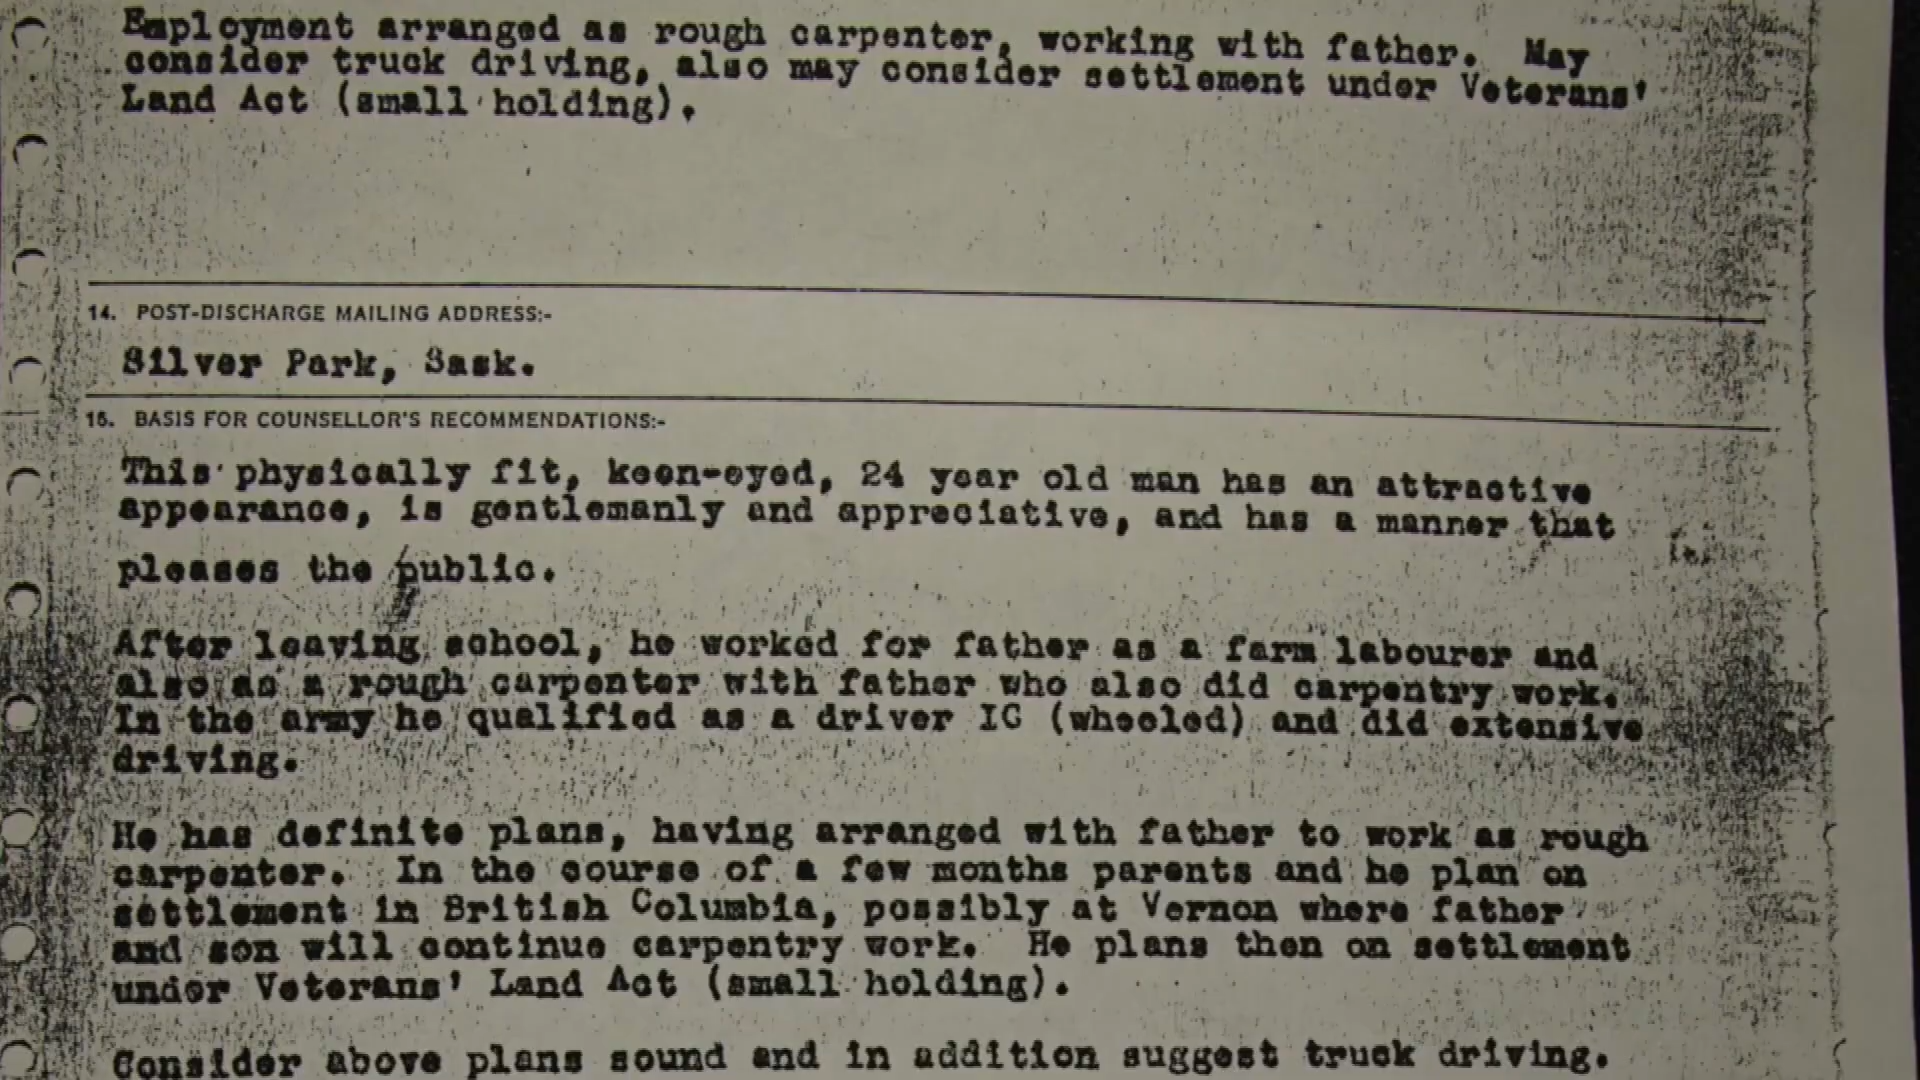 Employment arranged as rough carpenter, working with father. May
consider truck driving, also may consider settlement under Veterans'
Land Act (small holding).
14. POST-DISCHARGE MAILING ADDRESS:-
Silver Park, Sask.
15. BASIS FOR COUNSELLOR'S RECOMMENDATIONS:-
This physically fit, keen-eyed, 24 year old man has an attractive
appearance, is gentlemanly and appreciative, and has a manner that
pleases the public.
After leaving school, he worked for father as a farm labourer and
also as a rough carpenter with father who also did carpentry work.
In the army he qualified as a driver IC (wheeled) and did extensive
driving.
He has definite plans, having arranged with father to work as rough
carpenter. In the course of a few months parents and he plan on
settlement in British Columbia, possibly at Vernon where father
and son will continue carpentry work. He plans then on settlement
under Veterans' Land Act (small holding).
Consider above plans sound and in addition suggest truck driving.